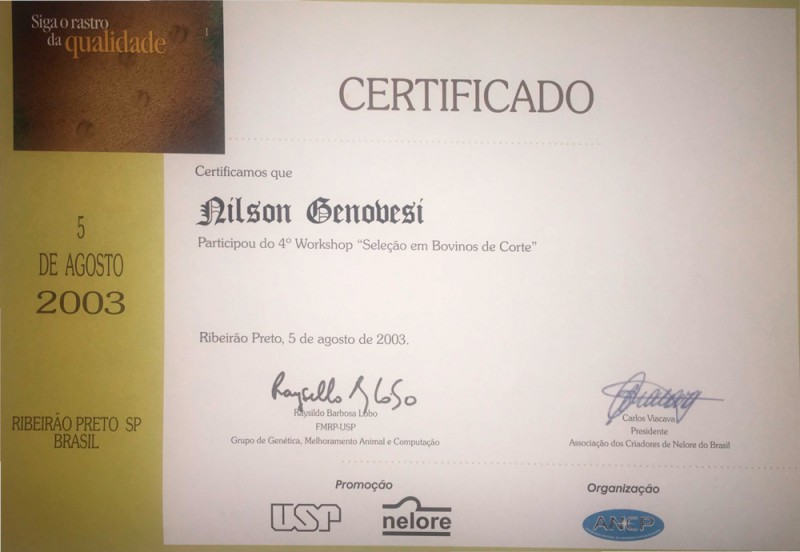 Siga o rastro
da qualidade
CERTIFICADO
Certificamos que
Nilson Genovesi
Participou do 4º Workshop “Seleção em Bovinos de Corte”
5
DE AGOSTO
2003
Ribeirão Preto, 5 de agosto de 2003.
RIBEIRÃO PRETO SP
BRASIL
Raysildo Barbosa Lobo
FMRP-USP
Grupo de Genética, Melhoramento Animal e Computação
Carlos Viacava
Presidente
Associação dos Criadores de Nelore do Brasil
Promoção
USP
nelore
Organização
ANCP